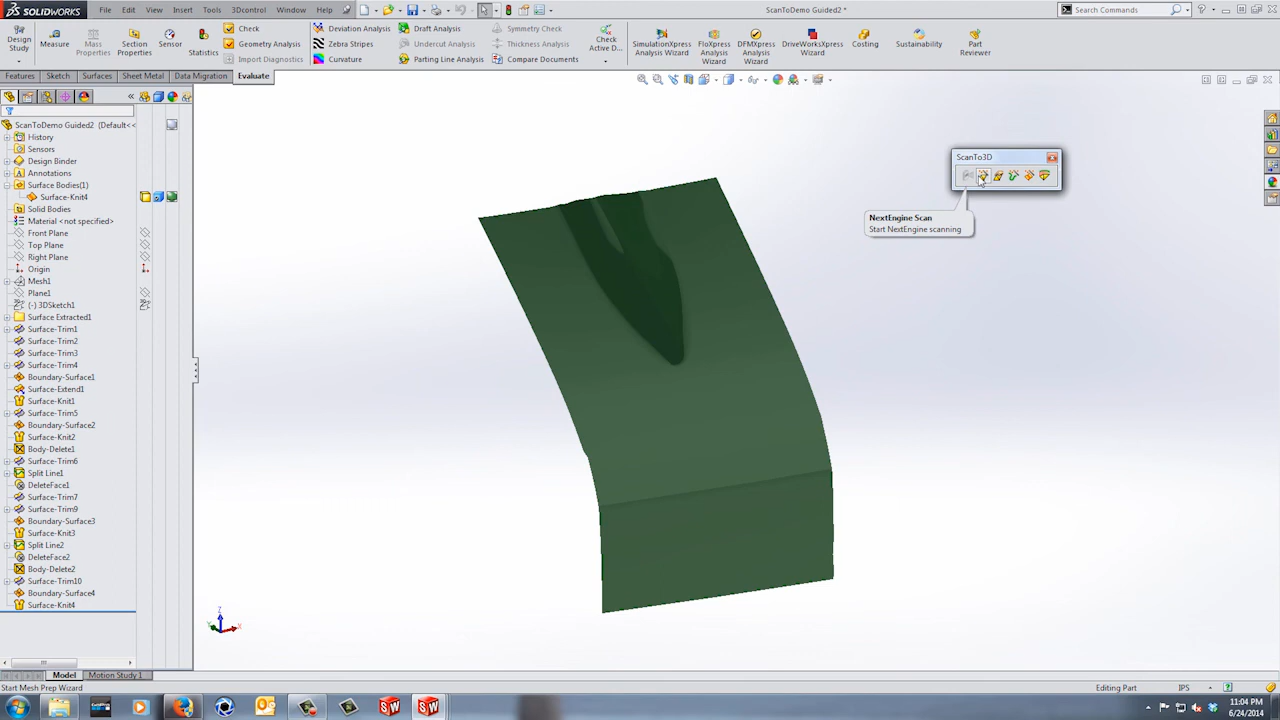 SOLIDWORKS File Edit View Insert Tools 3Dcontrol Window Help ScanToDemo Guided2 * Search Commands
Design Study
Measure
Mass Properties
Section Properties
Sensor
Statistics
Check
Geometry Analysis
Import Diagnostics
Deviation Analysis
Zebra Stripes
Curvature
Draft Analysis
Undercut Analysis
Parting Line Analysis
Symmetry Check
Thickness Analysis
Compare Documents
Check Active D...
SimulationXpress Analysis Wizard
FloXpress Analysis Wizard
DFMXpress Analysis Wizard
DriveWorksXpress Wizard
Costing
Sustainability
Part Reviewer
Features Sketch Surfaces Sheet Metal Data Migration Evaluate
ScanToDemo Guided2 (Default<<
History
Sensors
Design Binder
Annotations
Surface Bodies(1)
Surface-Knit4
Solid Bodies
Material <not specified>
Front Plane
Top Plane
Right Plane
Origin
Mesh1
Plane1
(-) 3DSketch1
Surface Extracted1
Surface-Trim1
Surface-Trim2
Surface-Trim3
Surface-Trim4
Boundary-Surface1
Surface-Extend1
Surface-Knit1
Surface-Trim5
Boundary-Surface2
Surface-Knit2
Body-Delete1
Surface-Trim6
Split Line1
DeleteFace1
Surface-Trim7
Surface-Trim9
Boundary-Surface3
Surface-Knit3
Split Line2
DeleteFace2
Body-Delete2
Surface-Trim10
Boundary-Surface4
Surface-Knit4
ScanTo3D
NextEngine Scan
Start NextEngine scanning
Z
X
Y
Model Motion Study 1
Start Mesh Prep Wizard Editing Part IPS
11:04 PM
6/24/2014